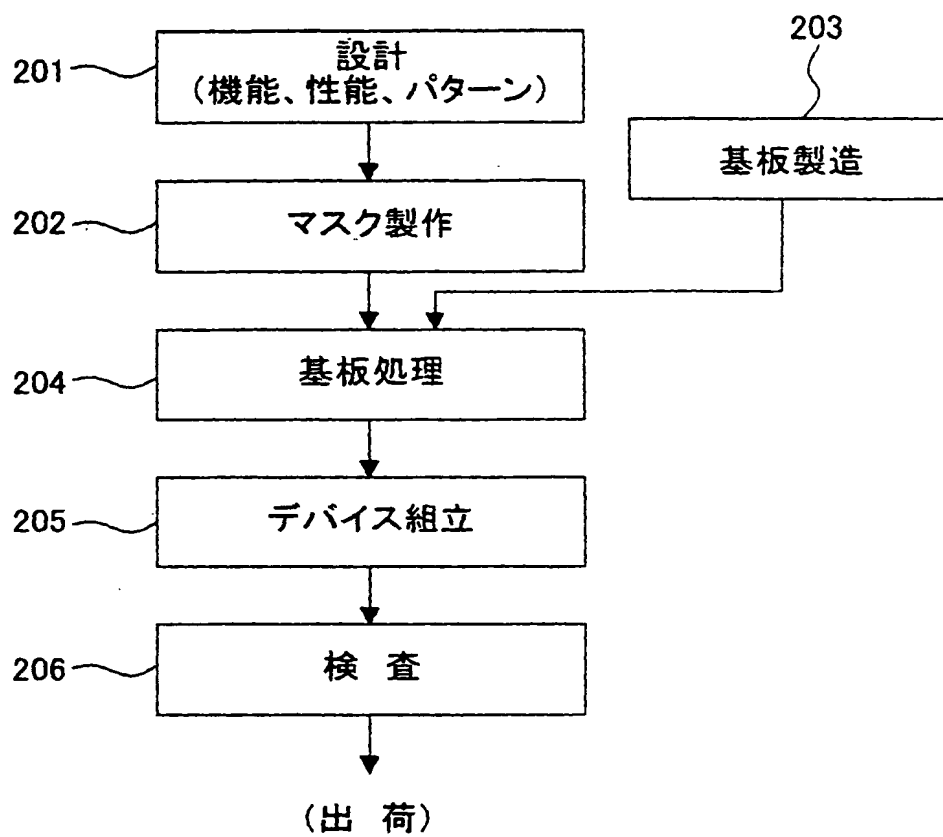 203
201
設計
(機能、性能、パターン)
基板製造
202
マスク製作
204
基板処理
205
デバイス組立
206
検 査
(出 荷)